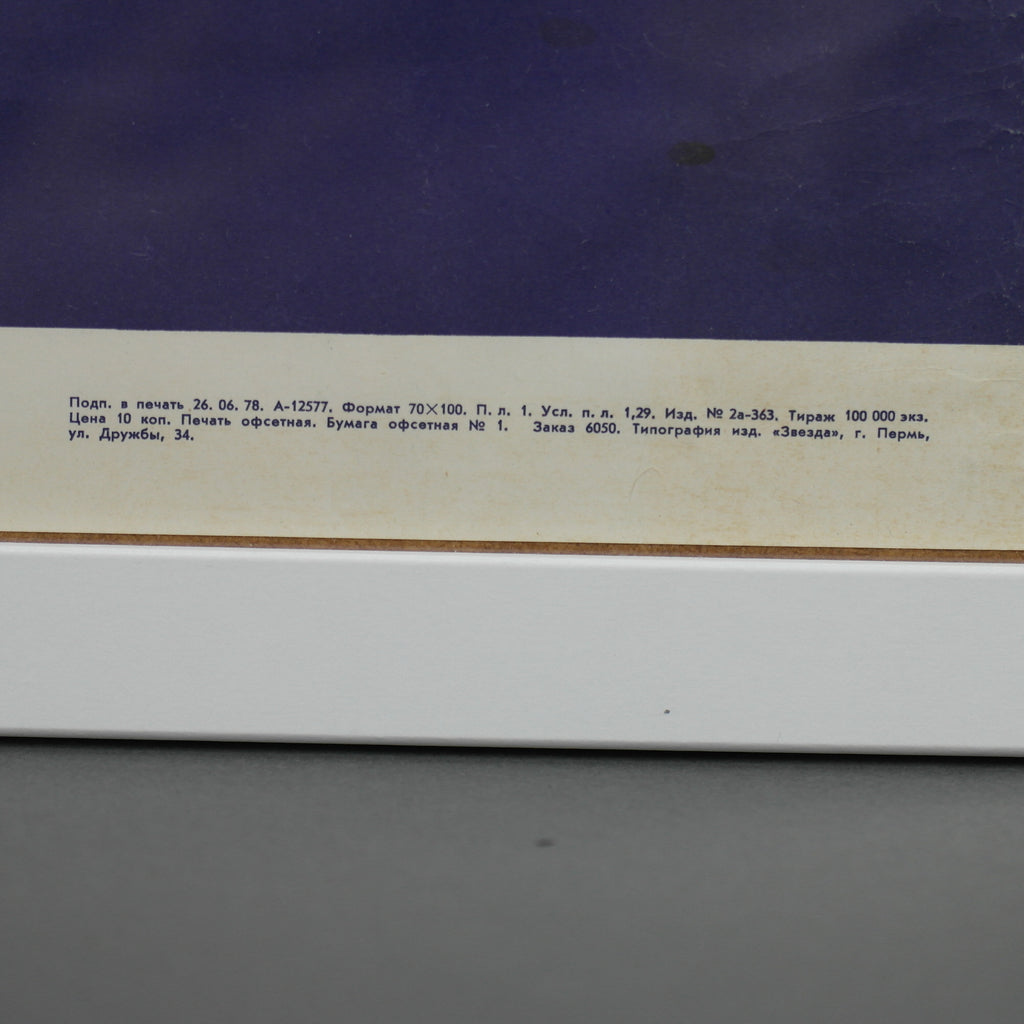 Подп. в печать 26. 06. 78. А-12577. Формат 70×100. П. л. 1. Усл. п. л. 1,29. Изд. № 2а-363. Тираж 100 000 экз.
Цена 10 коп. Печать офсетная. Бумага офсетная № 1. Заказ 6050. Типография изд. «Звезда», г. Пермь,
ул. Дружбы, 34.